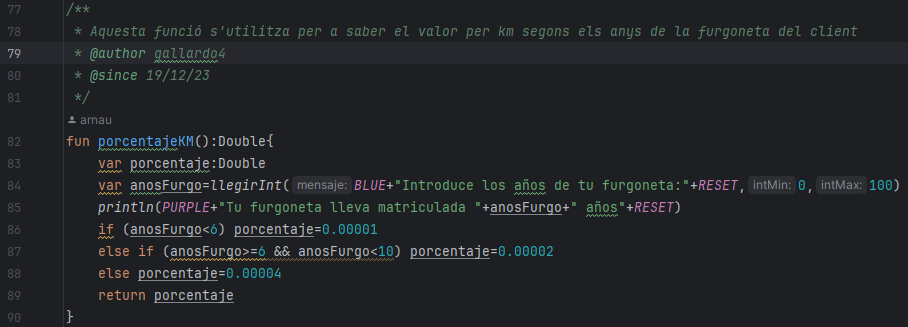 77 /**
78 * Aquesta funció s'utilitza per a saber el valor per km segons els anys de la furgoneta del client
79 * @author gallardo4
80 * @since 19/12/23
81 */
arnau
82 fun porcentajeKM():Double{
83 var porcentaje:Double
84 var anosFurgo=llegirInt( mensaje: BLUE+"Introduce los años de tu furgoneta:"+RESET, intMin: 0, intMax: 100)
85 println(PURPLE+"Tu furgoneta lleva matriculada "+anosFurgo+" años"+RESET)
86 if (anosFurgo<6) porcentaje=0.00001
87 else if (anosFurgo>=6 && anosFurgo<10) porcentaje=0.00002
88 else porcentaje=0.00004
89 return porcentaje
90 }